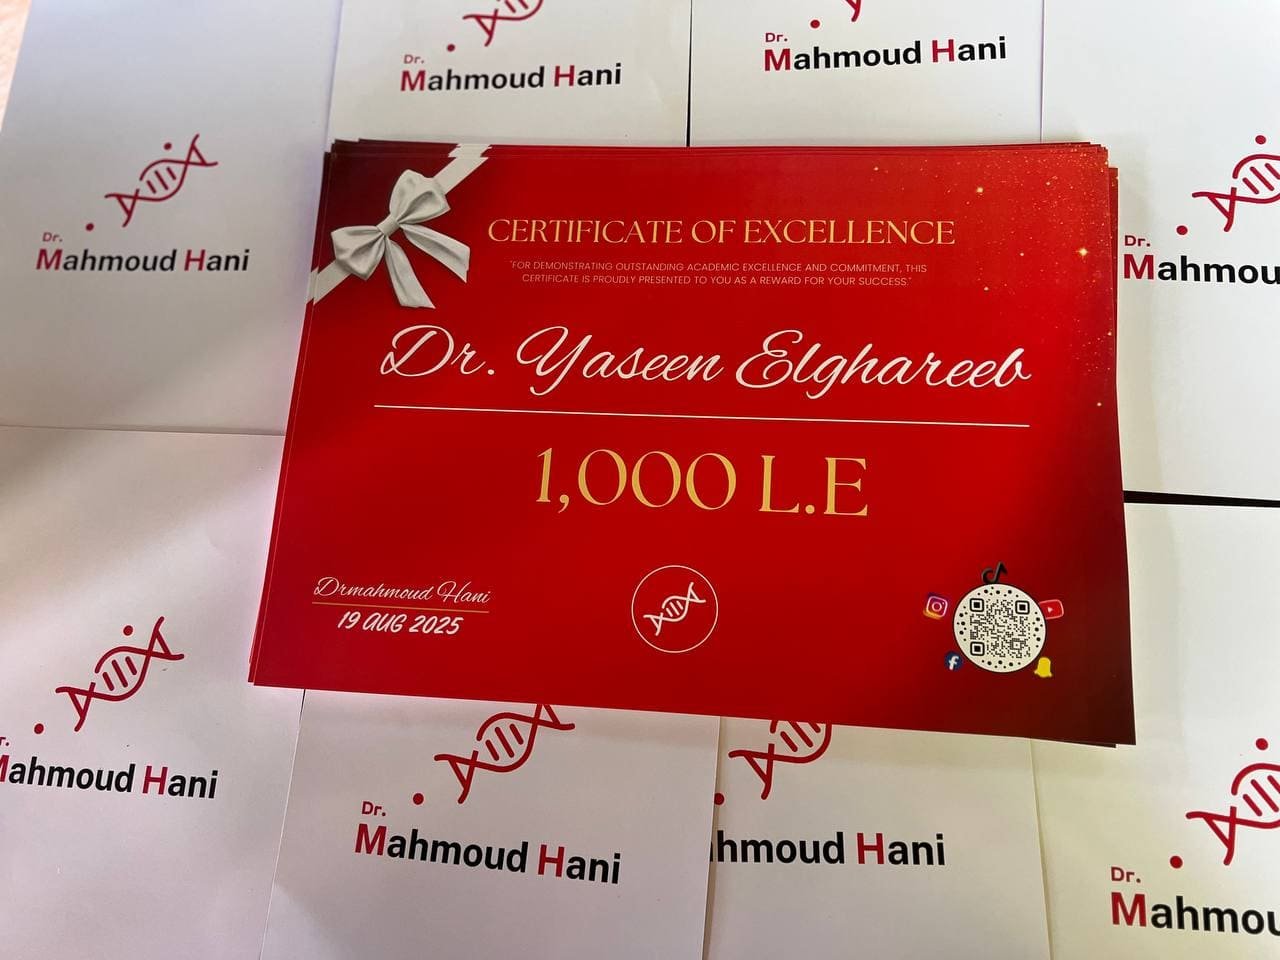 Dr.
Mahmoud Hani
Dr.
Mahmoud Hani
Dr.
Mahmoud Hani
Dr.
Mahmou
CERTIFICATE OF EXCELLENCE
"FOR DEMONSTRATING OUTSTANDING ACADEMIC EXCELLENCE AND COMMITMENT, THIS
CERTIFICATE IS PROUDLY PRESENTED TO YOU AS A REWARD FOR YOUR SUCCESS."
Dr. Yaseen Elghareeb
1,000 L.E
Drmahmoud Hani
19 AUG 2025
r.
Mahmoud Hani
Dr.
Mahmoud Hani
hmoud Hani
Dr.
Mahmou